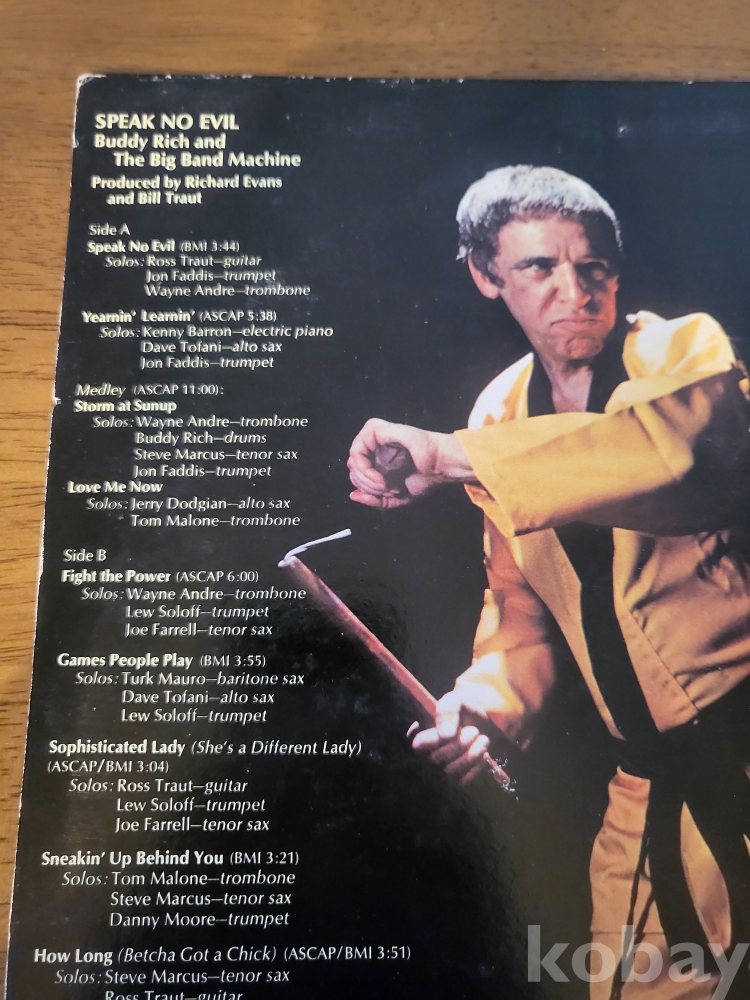 SPEAK NO EVIL
Buddy Rich and
The Big Band Machine
Produced by Richard Evans
and Bill Traut
Side A
Speak No Evil (BMI 3:44)
Solos: Ross Traut—guitar
Jon Faddis—trumpet
Wayne Andre—trombone
Yearnin' Learnin' (ASCAP 5:38)
Solos: Kenny Barron—electric piano
Dave Tofani—alto sax
Jon Faddis—trumpet
Medley (ASCAP 11:00):
Storm at Sunup
Solos: Wayne Andre—trombone
Buddy Rich—drums
Steve Marcus—tenor sax
Jon Faddis—trumpet
Love Me Now
Solos: Jerry Dodgian—alto sax
Tom Malone—trombone
Side B
Fight the Power (ASCAP 6:00)
Solos: Wayne Andre—trombone
Lew Soloff—trumpet
Joe Farrell—tenor sax
Games People Play (BMI 3:55)
Solos: Turk Mauro—baritone sax
Dave Tofani—alto sax
Lew Soloff—trumpet
Sophisticated Lady (She's a Different Lady)
(ASCAP/BMI 3:04)
Solos: Ross Traut—guitar
Lew Soloff—trumpet
Joe Farrell—tenor sax
Sneakin' Up Behind You (BMI 3:21)
Solos: Tom Malone—trombone
Steve Marcus—tenor sax
Danny Moore—trumpet
How Long (Betcha Got a Chick) (ASCAP/BMI 3:51)
Solos: Steve Marcus—tenor sax
Ross Traut—guitar
kobay